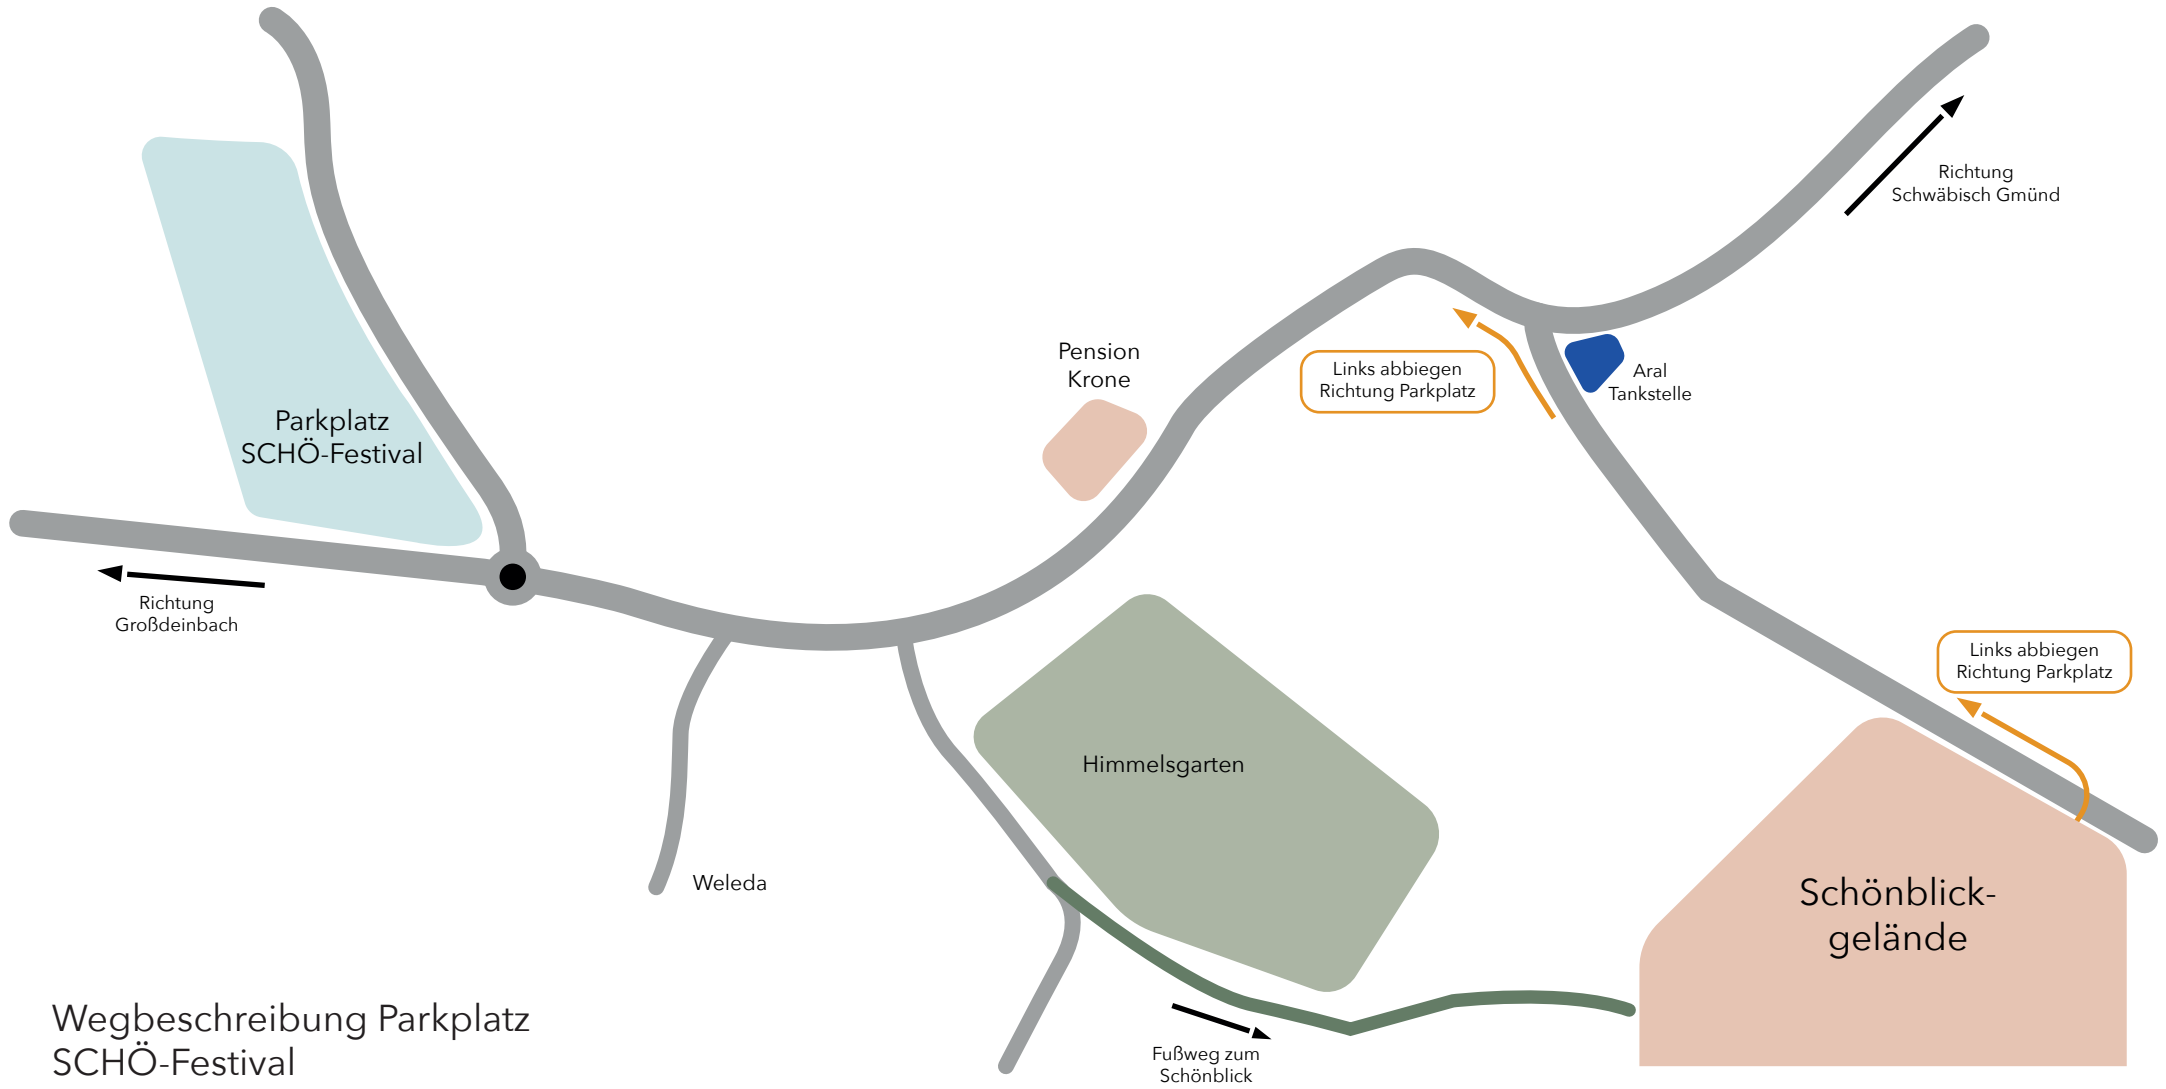 Richtung
Schwäbisch Gmünd
Pension
Krone
Links abbiegen
Richtung Parkplatz
Aral
Tankstelle
Parkplatz
SCHÖ-Festival
Richtung
Großdeinbach
Links abbiegen
Richtung Parkplatz
Himmelsgarten
Weleda
Schönblick-
gelände
Wegbeschreibung Parkplatz
SCHÖ-Festival
Fußweg zum
Schönblick